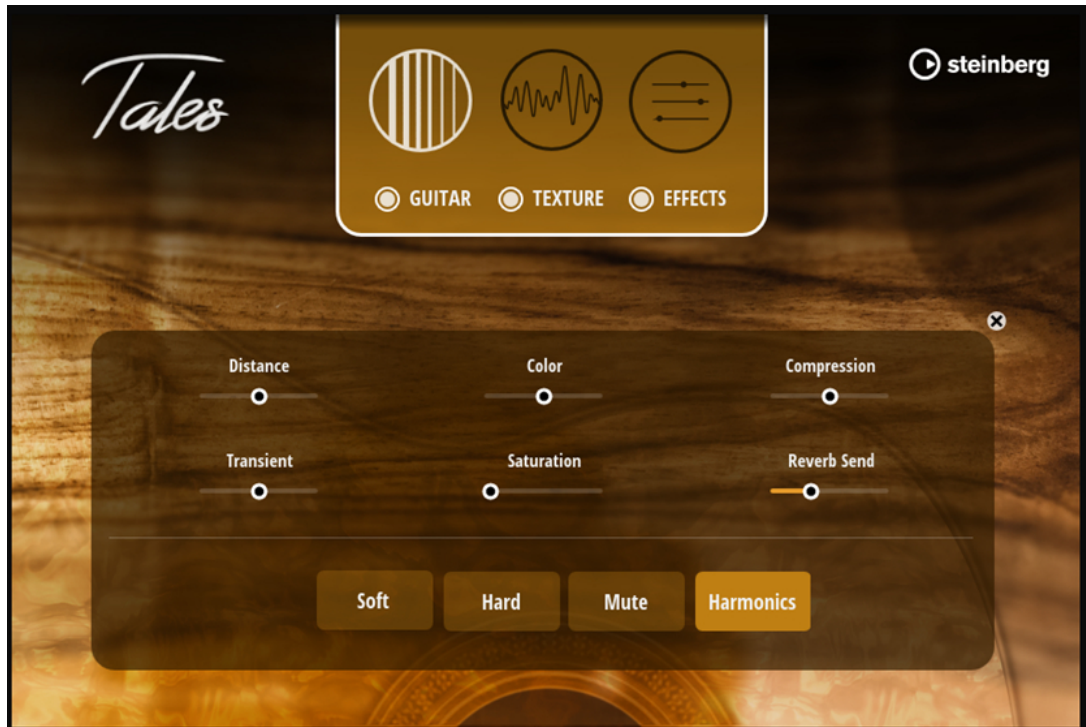 Tales
steinberg
GUITAR TEXTURE EFFECTS
Distance Color Compression
Transient Saturation Reverb Send
Soft Hard Mute Harmonics